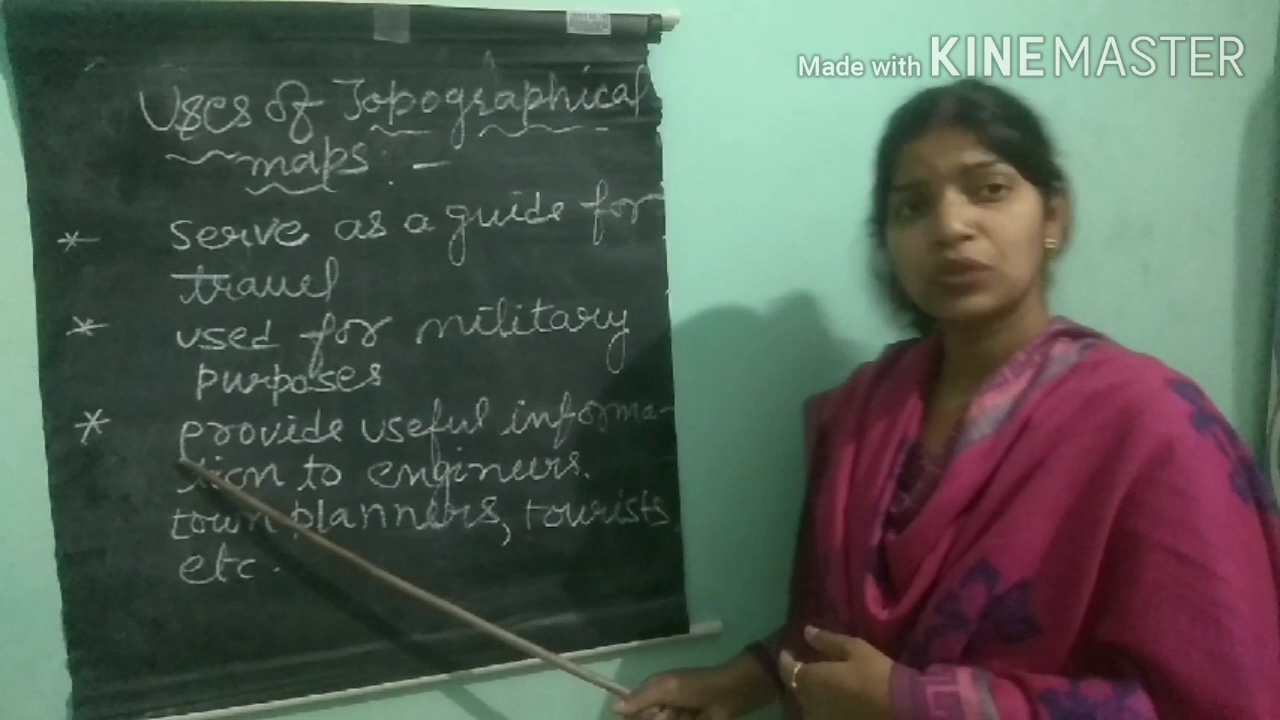 Uses of Topographical
maps : -
* serve as a guide for
travel
* used for military
purposes
* provide useful informa-
tion to engineers.
town planners, tourists
etc.
Made with KINEMASTER